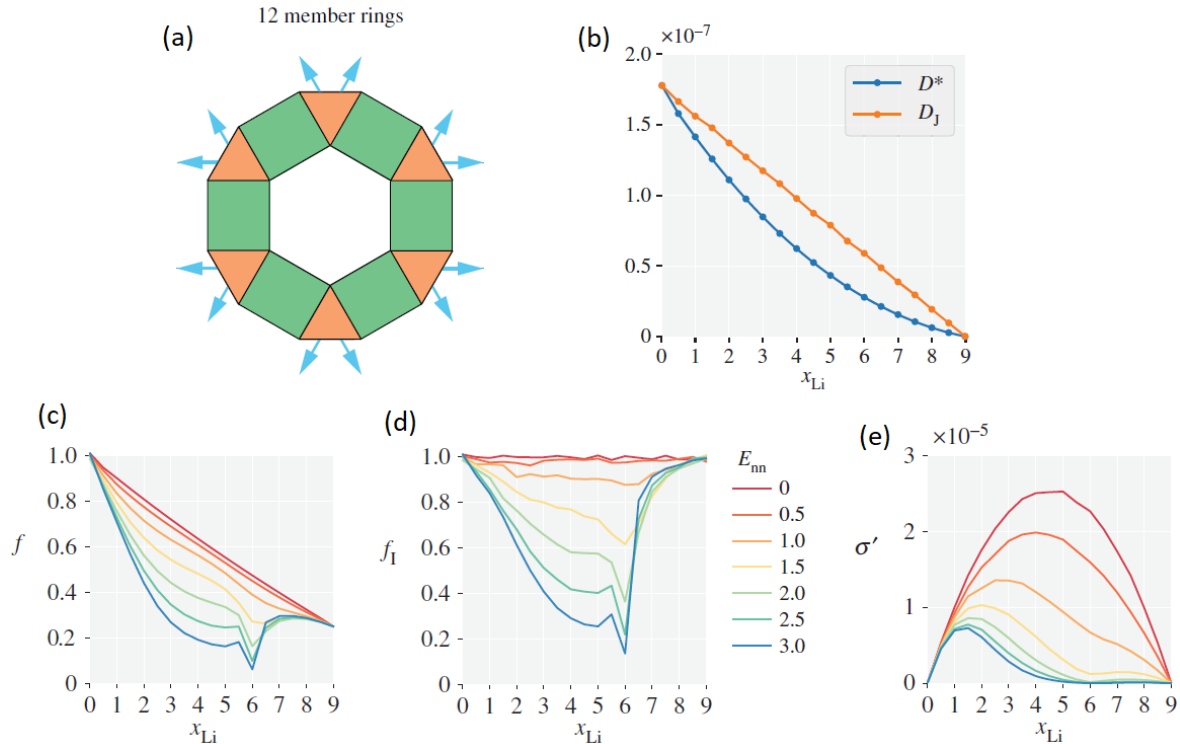 12 member rings
(a)
(b)
×10⁻⁷
2.0
1.5
1.0
0.5
0
D*
D_J
0 1 2 3 4 5 6 7 8 9
x_Li
(c)
1.0
0.8
0.6
0.4
0.2
0
f
0 1 2 3 4 5 6 7 8 9
x_Li
(d)
1.0
0.8
0.6
0.4
0.2
0
f_I
0 1 2 3 4 5 6 7 8 9
x_Li
E_nn
0
0.5
1.0
1.5
2.0
2.5
3.0
(e)
×10⁻⁵
3
2
1
0
σ′
0 1 2 3 4 5 6 7 8 9
x_Li